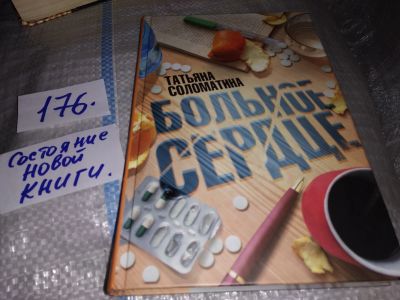 176.
Состояние
новой
книги.
ТАТЬЯНА
СОЛОМАТИНА
БОЛЬНОЕ
СЕРДЦЕ